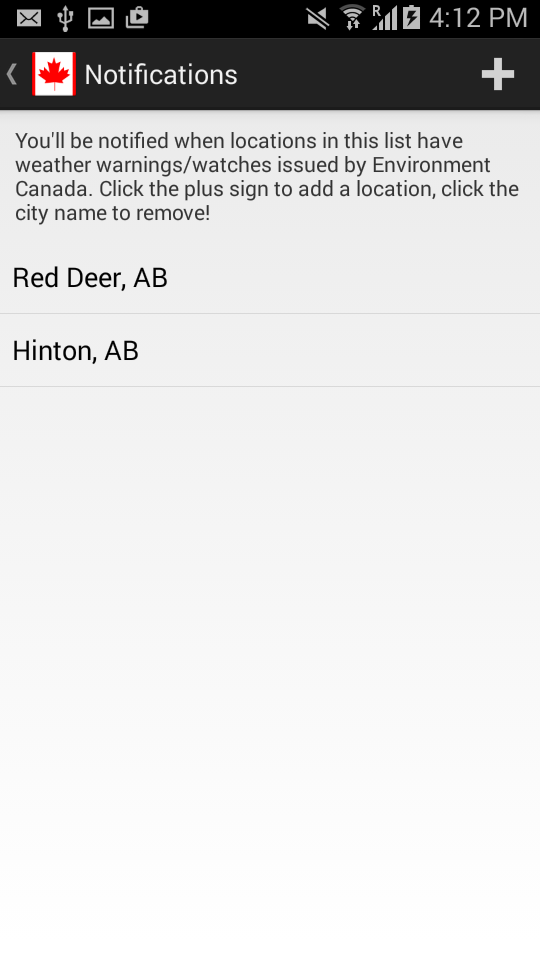 R 4:12 PM
Notifications
You'll be notified when locations in this list have
weather warnings/watches issued by Environment
Canada. Click the plus sign to add a location, click the
city name to remove!
Red Deer, AB
Hinton, AB